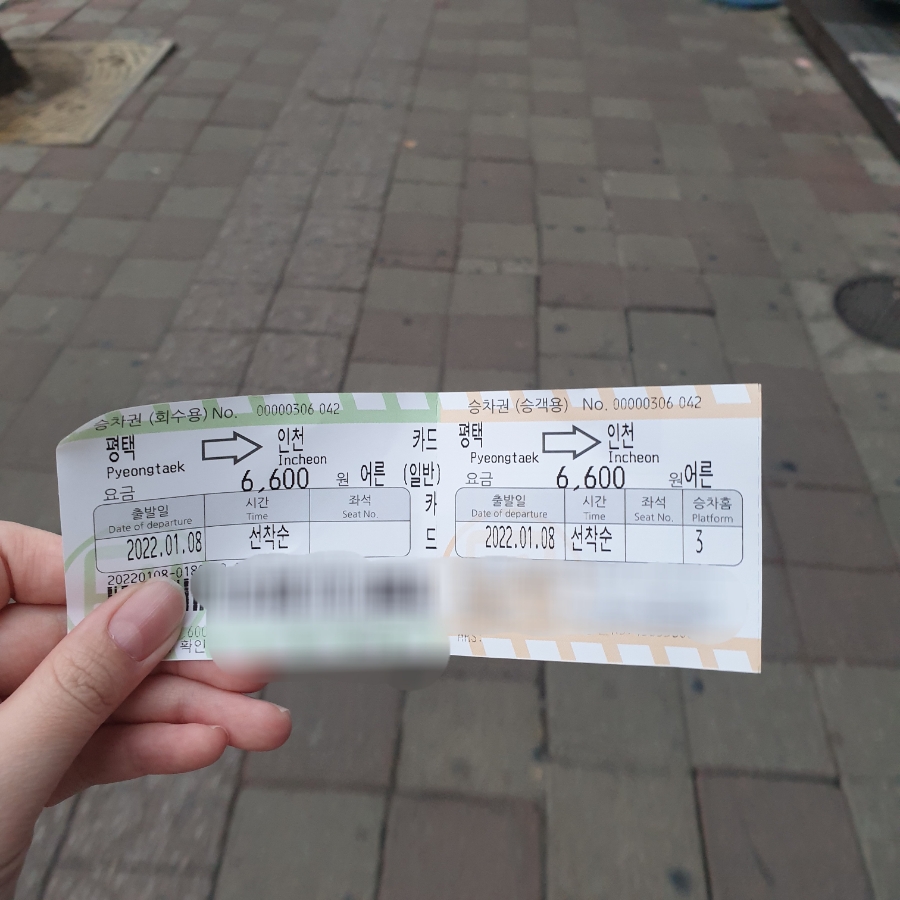 승차권 (회수용) No. 00000306 042
평택 인천 카드
Pyeongtaek Incheon
요금 6,600 원 어른 (일반)
출발일 시간 좌석 카
Date of departure Time Seat No.
2022.01.08 선착순 드
20220108-018
확인
승차권 (승객용) No. 00000306 042
평택 인천
Pyeongtaek Incheon
6,600 원 어른
출발일 시간 좌석 승차홈
Date of departure Time Seat No. Platform
2022.01.08 선착순 3